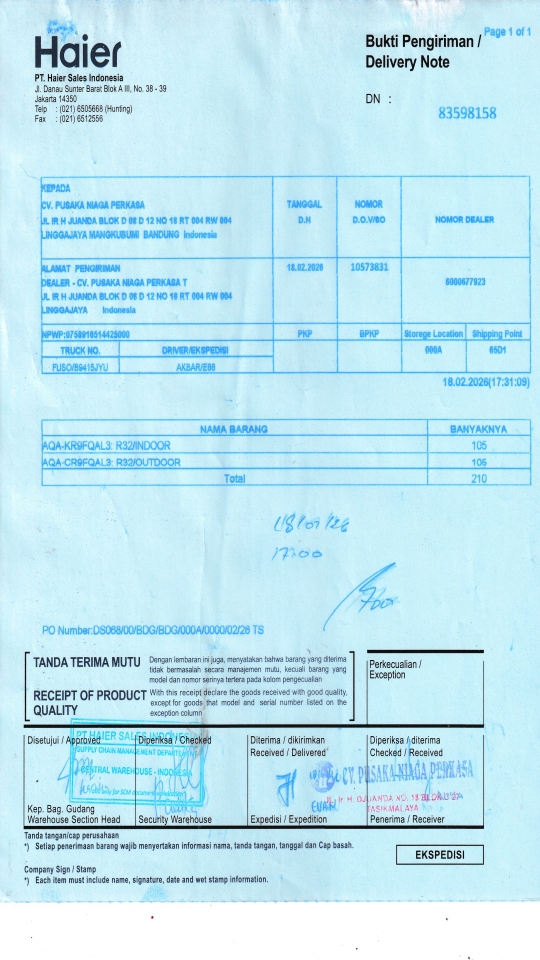 Haier
PT. Haier Sales Indonesia
Jl. Danau Sunter Barat Blok A III, No. 38 - 39
Jakarta 14350
Telp : (021) 6505668 (Hunting)
Fax : (021) 6512556
Page 1 of 1
Bukti Pengiriman /
Delivery Note
DN :
83598158
KEPADA
CV. PUSAKA NIAGA PERKASA
JL IR H JUANDA BLOK D 08 D 12 NO 18 RT 004 RW 004
LINGGAJAYA MANGKUBUMI BANDUNG Indonesia
TANGGAL
D.N
NOMOR
D.O.V/SO
NOMOR DEALER
ALAMAT PENGIRIMAN
DEALER - CV. PUSAKA NIAGA PERKASA T
JL IR H JUANDA BLOK D 08 D 12 NO 18 RT 004 RW 004
LINGGAJAYA Indonesia
18.02.2026
10573831
6000677923
NPWP:9758916514425000
PKP
BPKP
Storege Location
Shipping Point
TRUCK NO.
DRIVER/EKSPEDISI
000A
65D1
FUSO/B9415JYU
AKBAR/E88
18.02.2026(17:31:09)
NAMA BARANG
BANYAKNYA
AQA-KR9FQAL3: R32/INDOOR
105
AQA-CR9FQAL3: R32/OUTDOOR
105
Total
210
17:00
PO Number:DS068/00/BDG/BDG/000A/0000/02/26 TS
TANDA TERIMA MUTU
Dengan lembaran ini juga, menyatakan bahwa barang yang diterima
tidak bermasalah secara manajemen mutu, kecuali barang yang
model dan nomor serinya tertera pada kolom pengecualian
RECEIPT OF PRODUCT
QUALITY
With this receipt declare the goods received with good quality,
except for goods that model and serial number listed on the
exception column
Perkecualian /
Exception
Disetujui / Approved
Diperiksa / Checked
Diterima / dikirimkan
Received / Delivered
Diperiksa / diterima
Checked / Received
PT HAIER SALES INDONESIA
SUPPLY CHAIN MANAGEMENT DEPARTMENT
CENTRAL WAREHOUSE - INDONESIA
CV. PUSAKA NIAGA PERKASA
JL. Ir H. DJUANDA NO. 18 BLOK
TASIKMALAYA
Kep. Bag. Gudang
Warehouse Section Head
Security Warehouse
Expedisi / Expedition
Penerima / Receiver
Tanda tangan/cap perusahaan
*) Setiap penerimaan barang wajib menyertakan informasi nama, tanda tangan, tanggal dan Cap basah.
EKSPEDISI
Company Sign / Stamp
*) Each item must include name, signature, date and wet stamp information.